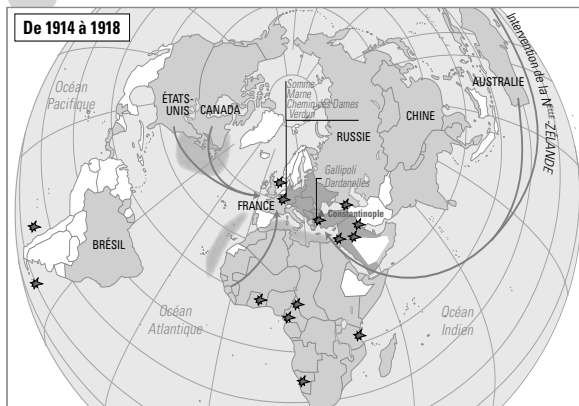 De 1914 à 1918
Océan
Pacifique
ÉTATS-
UNIS
CANADA
Somme
Marne
Chemin des Dames
Verdun
RUSSIE
CHINE
AUSTRALIE
Intervention de la Nelle-ZÉLANDE
Gallipoli
Dardanelles
Constantinople
FRANCE
BRÉSIL
Océan
Atlantique
Océan
Indien